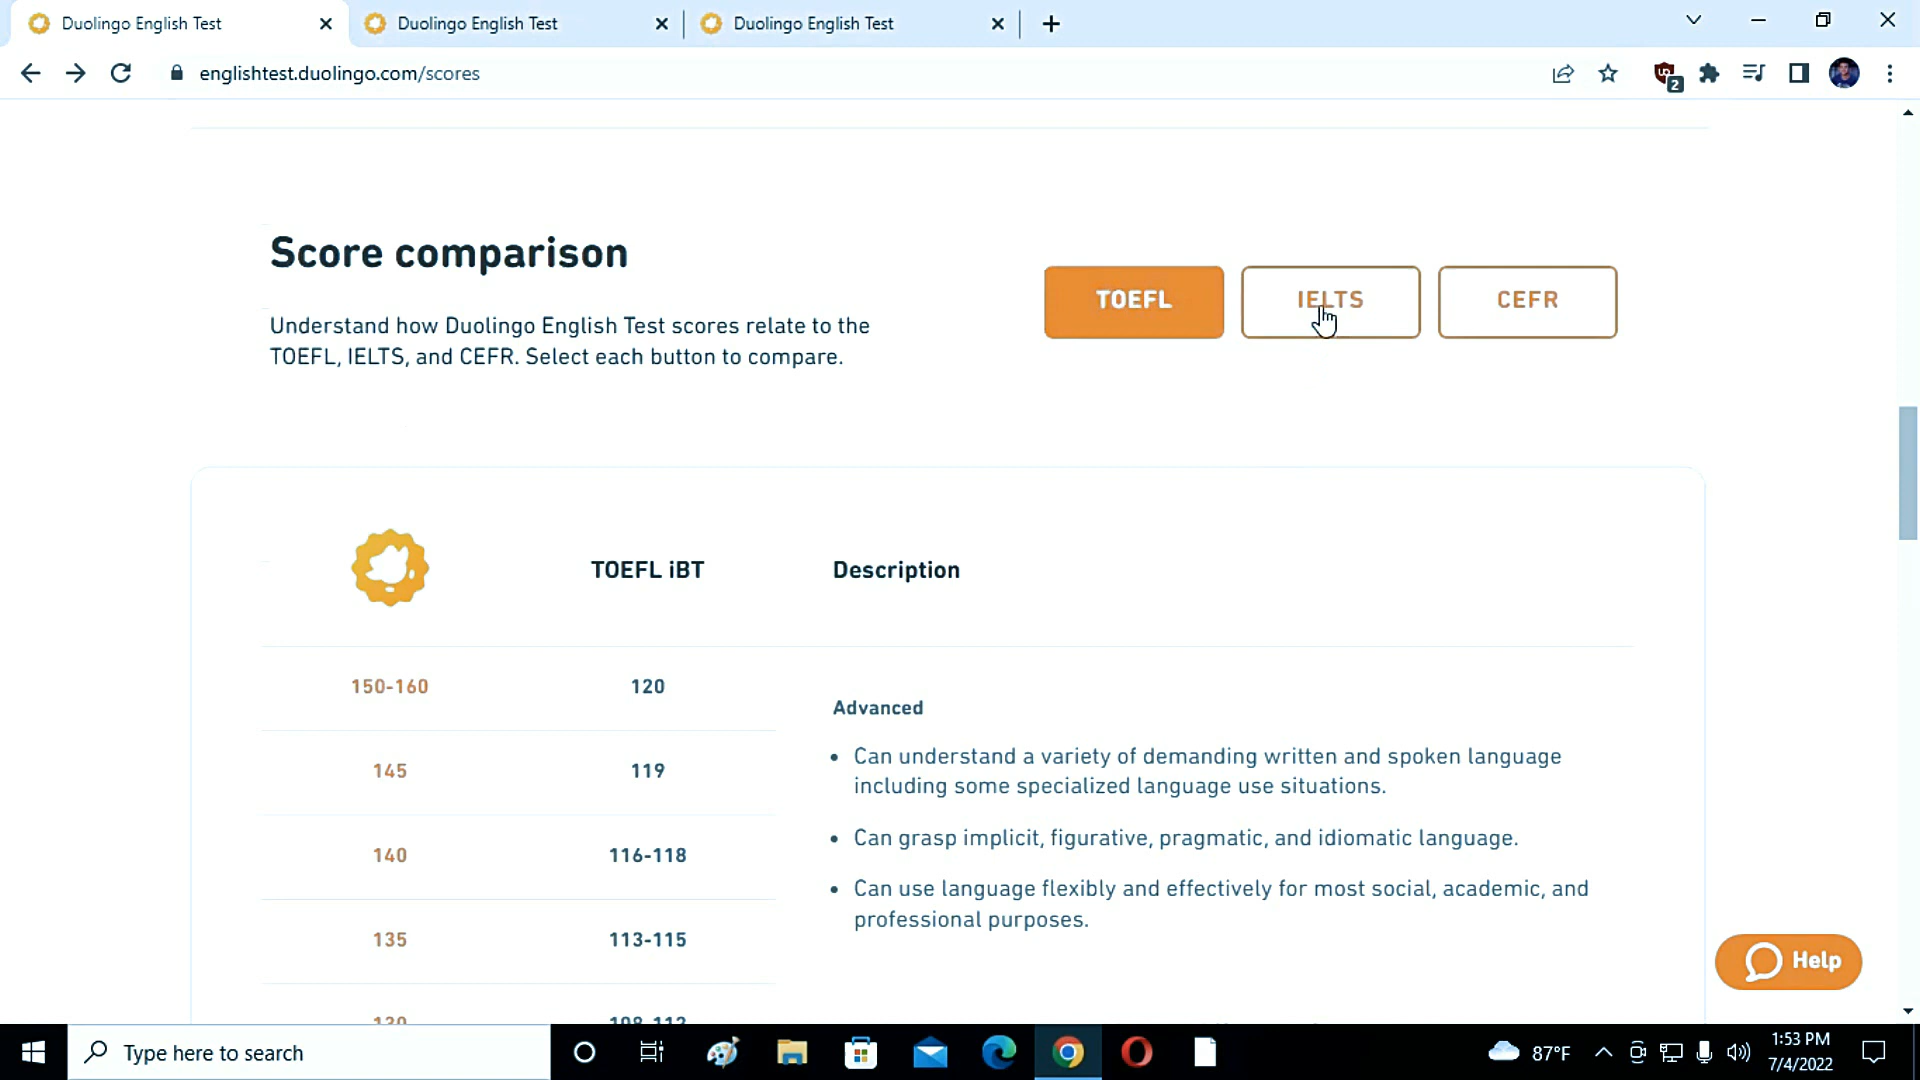 Duolingo English Test
Duolingo English Test
Duolingo English Test
englishtest.duolingo.com/scores
2
Score comparison
Understand how Duolingo English Test scores relate to the
TOEFL, IELTS, and CEFR. Select each button to compare.
TOEFL
IELTS
CEFR
TOEFL iBT
Description
150-160
120
145
119
140
116-118
135
113-115
Advanced
Can understand a variety of demanding written and spoken language
including some specialized language use situations.
Can grasp implicit, figurative, pragmatic, and idiomatic language.
Can use language flexibly and effectively for most social, academic, and
professional purposes.
Help
Type here to search
87°F
1:53 PM
7/4/2022